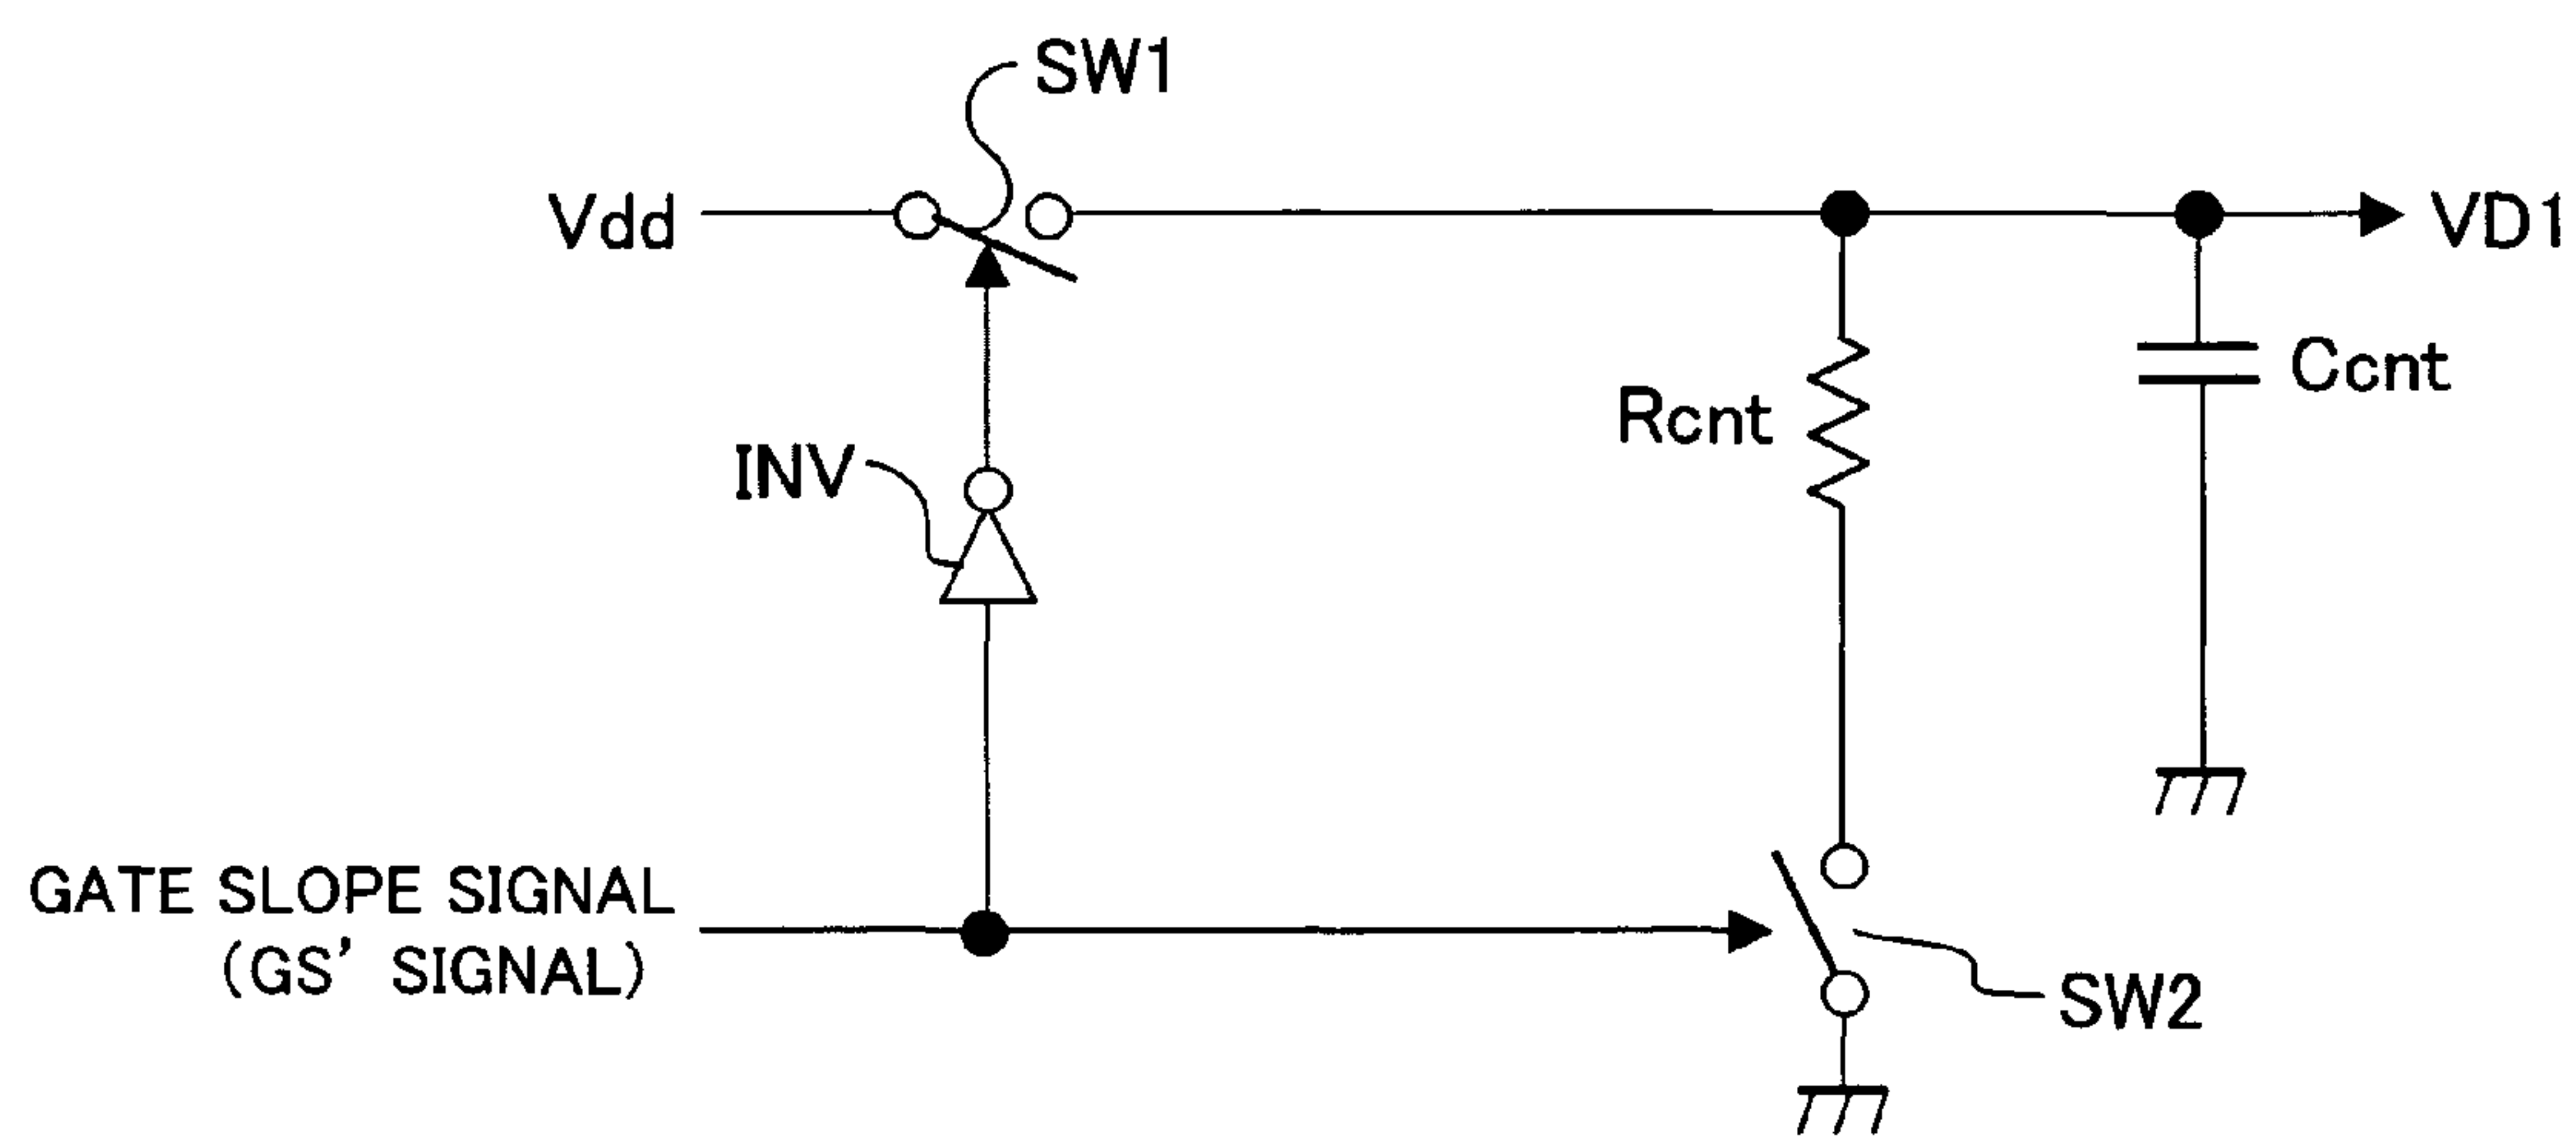 SW1
Vdd
VD1
Ccnt
Rcnt
INV
GATE SLOPE SIGNAL
(GS' SIGNAL)
SW2